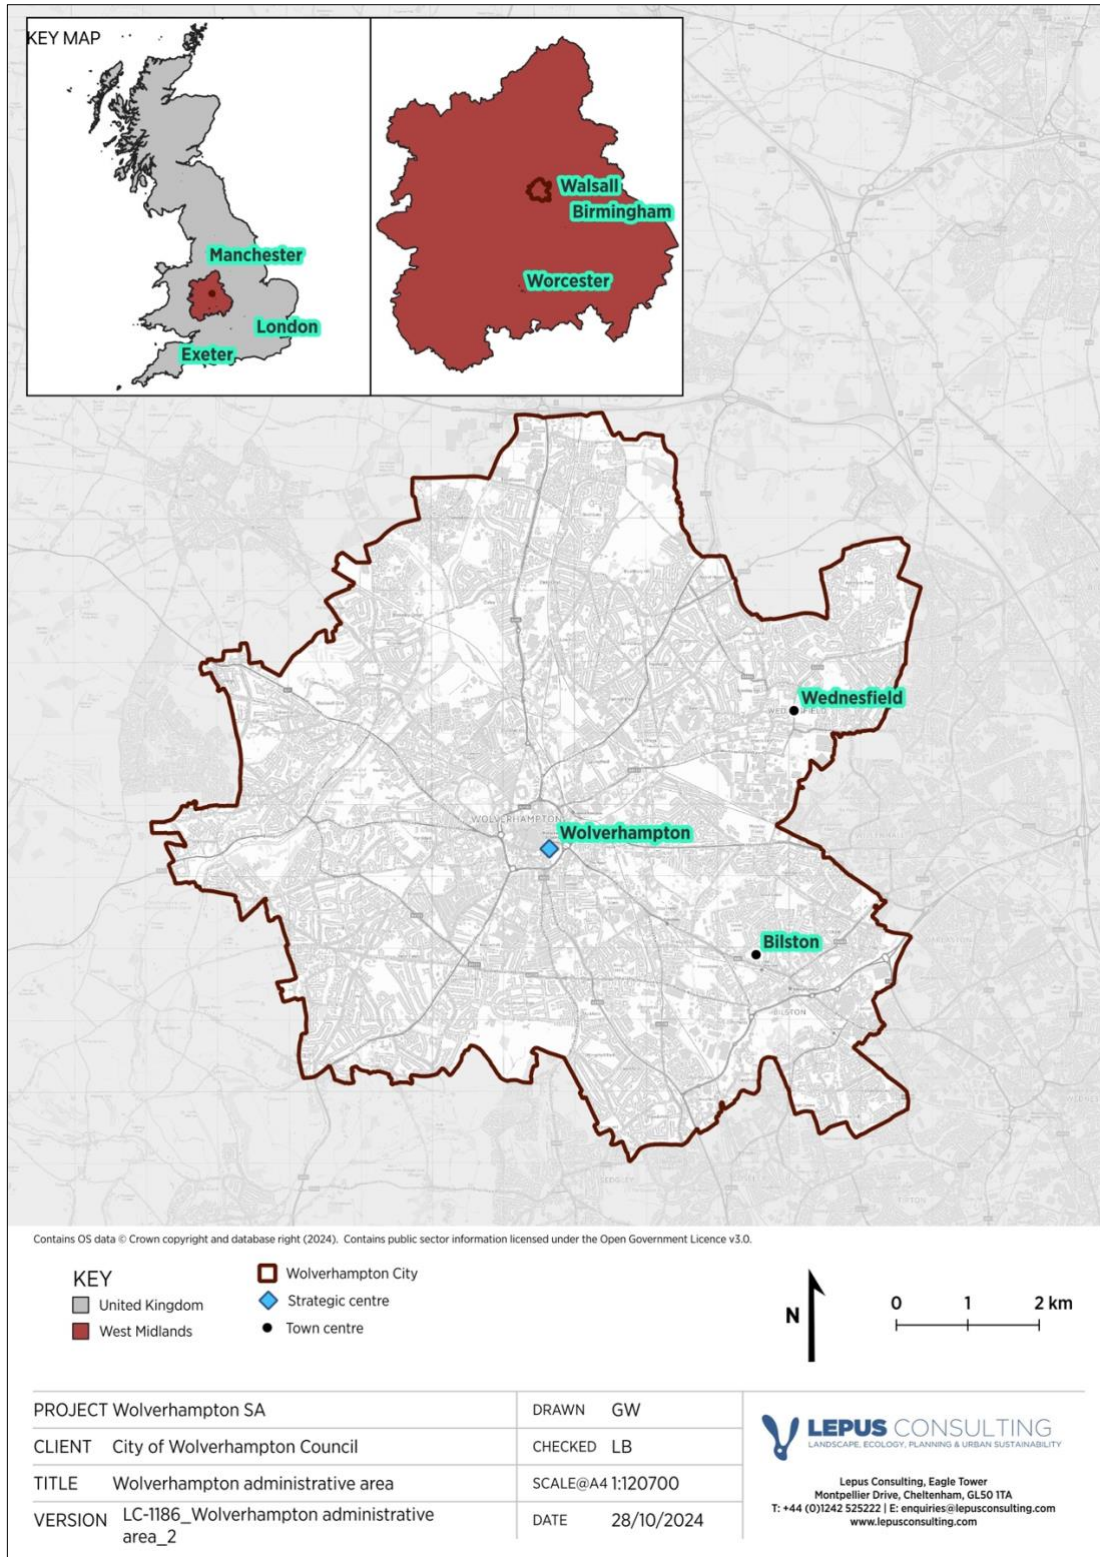 KEY MAP
Manchester
London
Exeter
Walsall
Birmingham
Worcester
Wednesfield
WOLVERHAMPTON
Wolverhampton
Bilston
BILSTON
SEDGLEY
Contains OS data © Crown copyright and database right (2024). Contains public sector information licensed under the Open Government Licence v3.0.
KEY
United Kingdom
West Midlands
Wolverhampton City
Strategic centre
Town centre
N
0 1 2 km
PROJECT Wolverhampton SA
DRAWN GW
CLIENT City of Wolverhampton Council
CHECKED LB
TITLE Wolverhampton administrative area
SCALE@A4 1:120700
VERSION LC-1186_Wolverhampton administrative
area_2
DATE 28/10/2024
LEPUS CONSULTING
LANDSCAPE, ECOLOGY, PLANNING & URBAN SUSTAINABILITY
Lepus Consulting, Eagle Tower
Montpellier Drive, Cheltenham, GL50 1TA
T: +44 (0)1242 525222 | E: enquiries@lepusconsulting.com
www.lepusconsulting.com